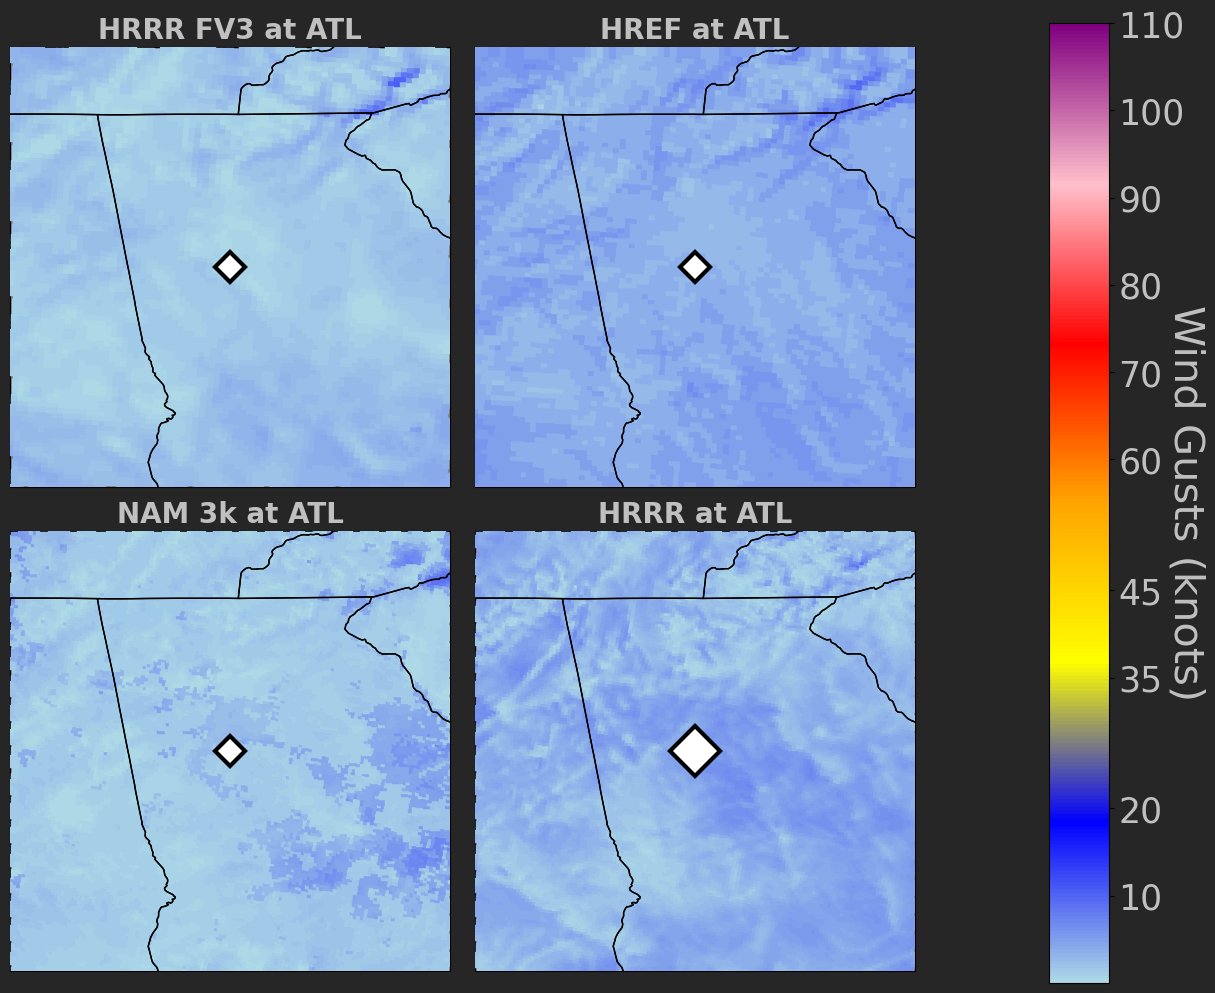 HRRR FV3 at ATL
HREF at ATL
NAM 3k at ATL
HRRR at ATL
110
100
90
80
70
60
45
35
20
10
Wind Gusts (knots)